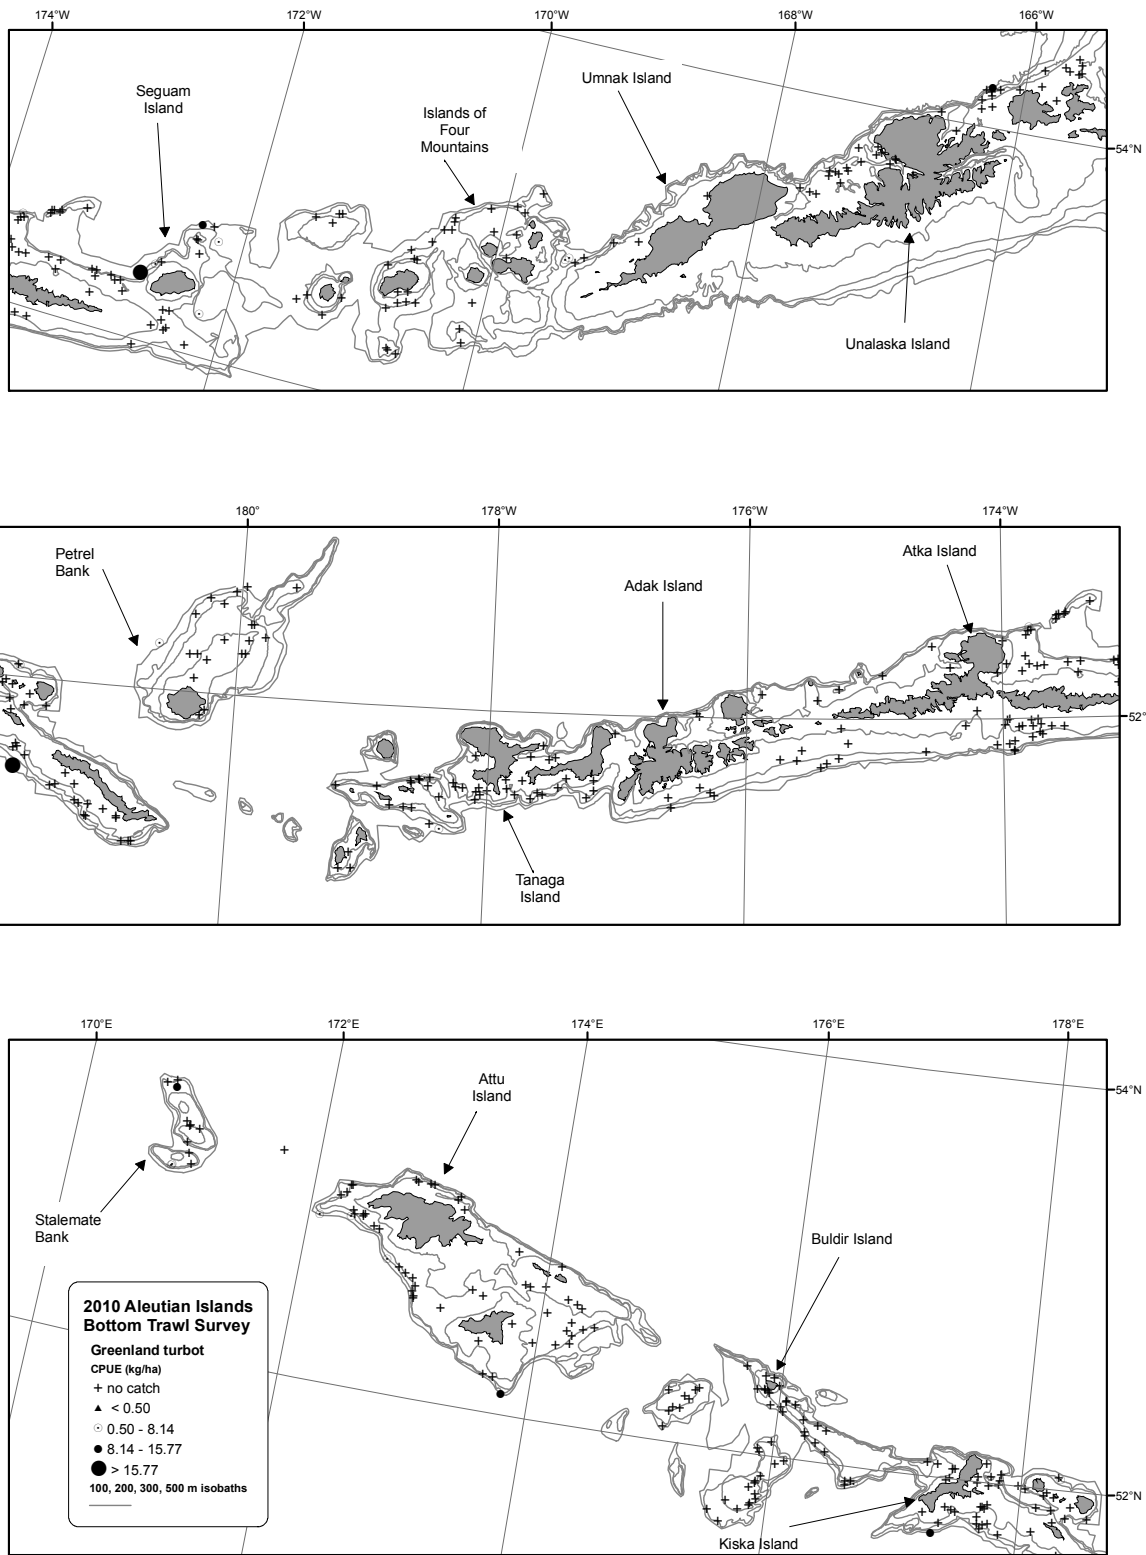 174°W
172°W
170°W
168°W
166°W
Seguam
Island
Islands of
Four
Mountains
Umnak Island
54°N
Unalaska Island
180°
178°W
176°W
174°W
Petrel
Bank
Adak Island
Atka Island
52°
Tanaga
Island
170°E
172°E
174°E
176°E
178°E
Attu
Island
54°N
Stalemate
Bank
Buldir Island
2010 Aleutian Islands
Bottom Trawl Survey
Greenland turbot
CPUE (kg/ha)
no catch
< 0.50
0.50 - 8.14
8.14 - 15.77
> 15.77
100, 200, 300, 500 m isobaths
52°N
Kiska Island